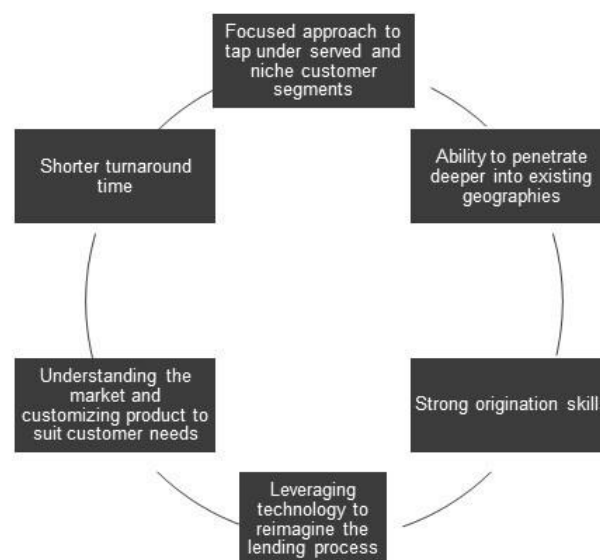 Focused approach to
tap under served and
niche customer
segments
Ability to penetrate
deeper into existing
geographies
Strong origination skill
Leveraging
technology to
reimagine the
lending process
Understanding the
market and
customizing product to
suit customer needs
Shorter turnaround
time